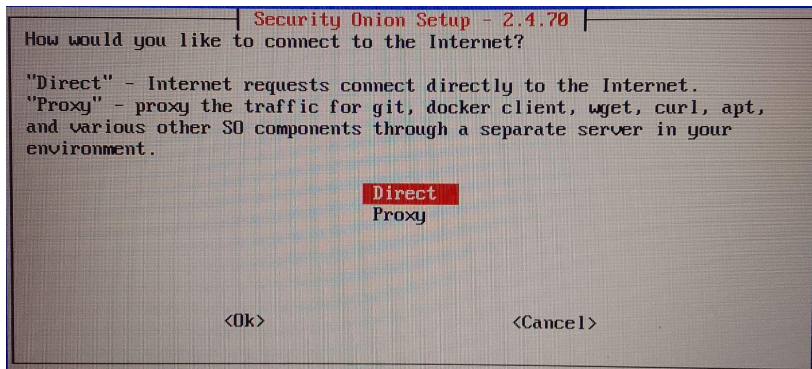 Security Onion Setup - 2.4.70
How would you like to connect to the Internet?
"Direct" - Internet requests connect directly to the Internet.
"Proxy" - proxy the traffic for git, docker client, wget, curl, apt,
and various other SO components through a separate server in your
environment.
Direct
Proxy
<Ok> <Cancel>